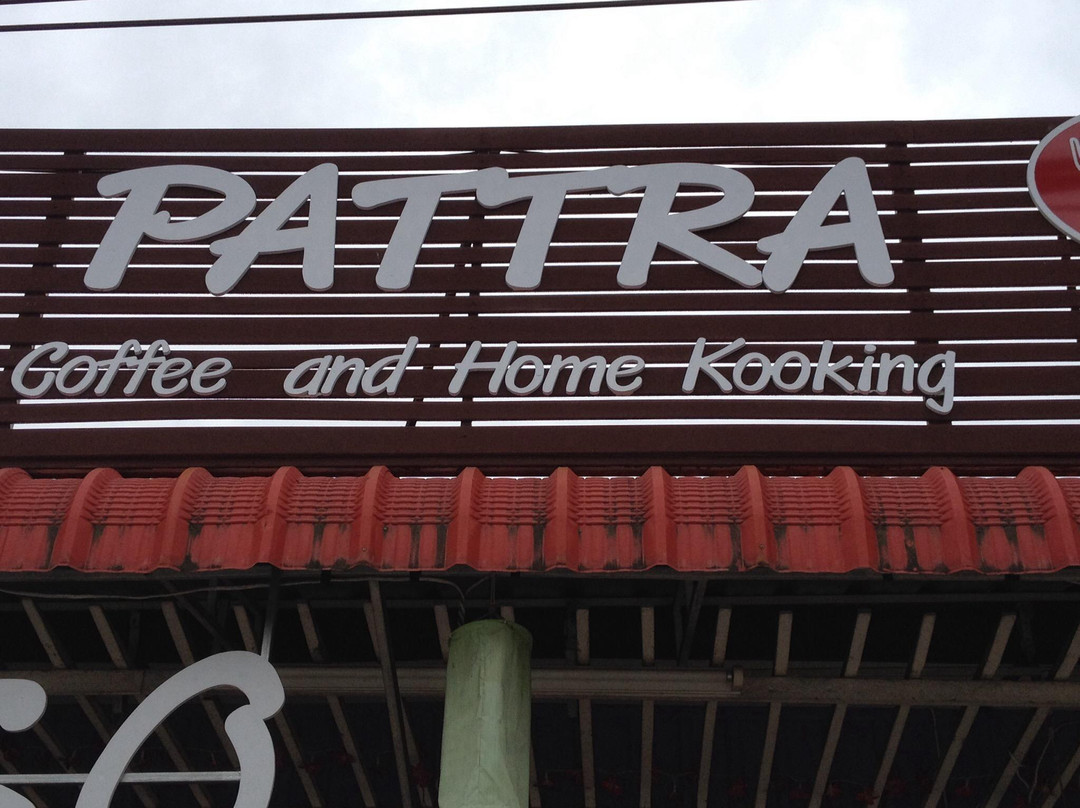 PATTRA
Coffee and Home Kooking